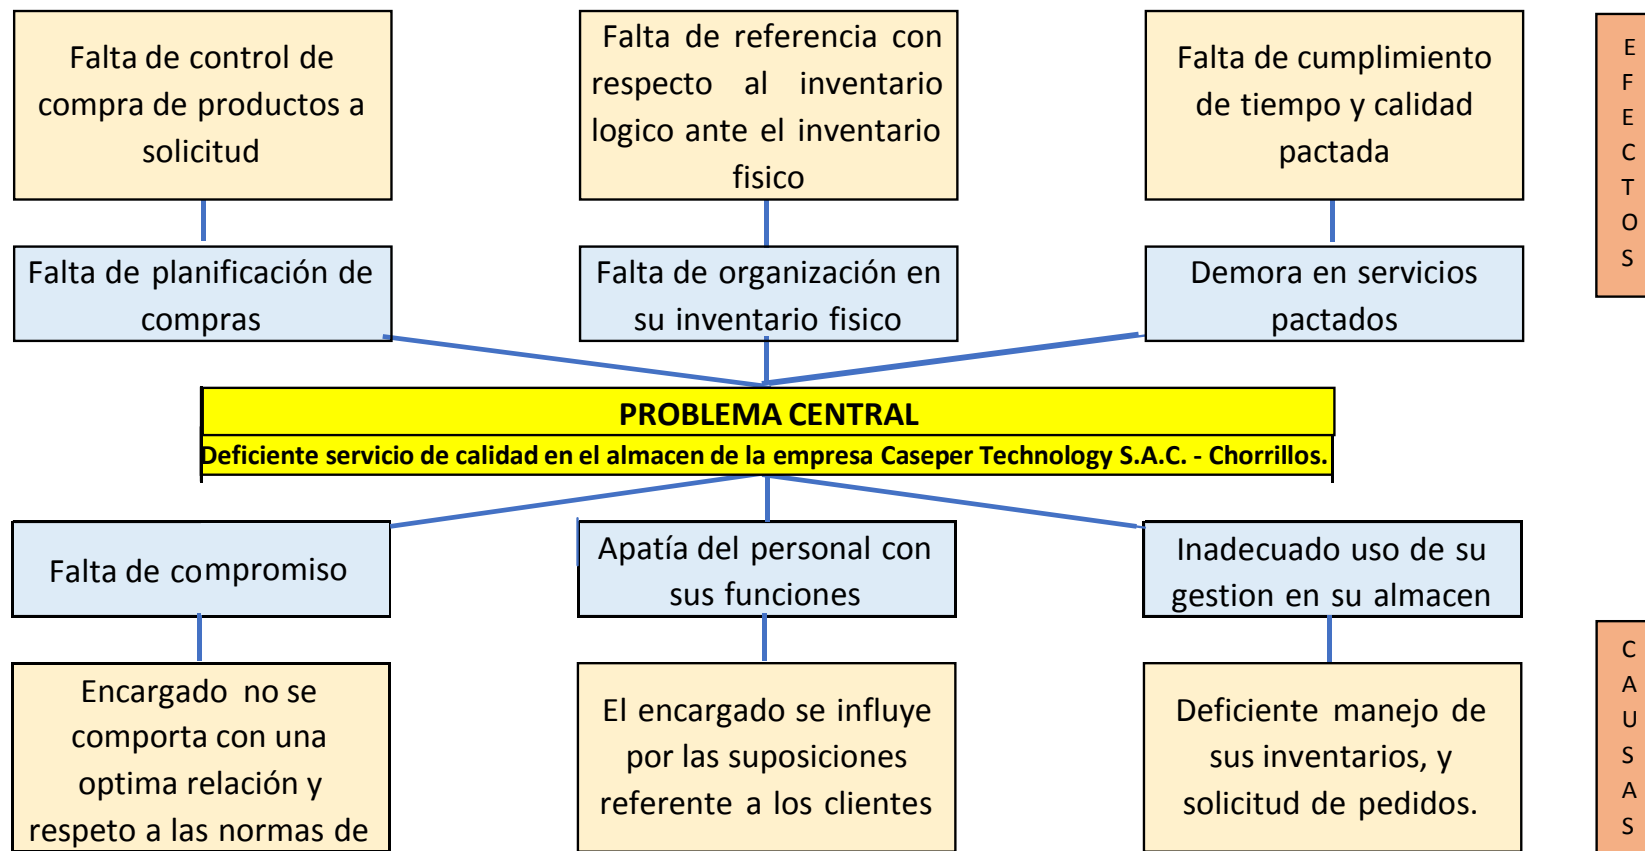 Falta de control de
compra de productos a
solicitud
Falta de referencia con
respecto al inventario
logico ante el inventario
fisico
Falta de cumplimiento
de tiempo y calidad
pactada
E
F
E
C
T
O
S
Falta de planificación de
compras
Falta de organización en
su inventario fisico
Demora en servicios
pactados
PROBLEMA CENTRAL
Deficiente servicio de calidad en el almacen de la empresa Caseper Technology S.A.C. - Chorrillos.
Falta de compromiso
Apatía del personal con
sus funciones
Inadecuado uso de su
gestion en su almacen
Encargado no se
comporta con una
optima relación y
respeto a las normas de
El encargado se influye
por las suposiciones
referente a los clientes
Deficiente manejo de
sus inventarios, y
solicitud de pedidos.
C
A
U
S
A
S